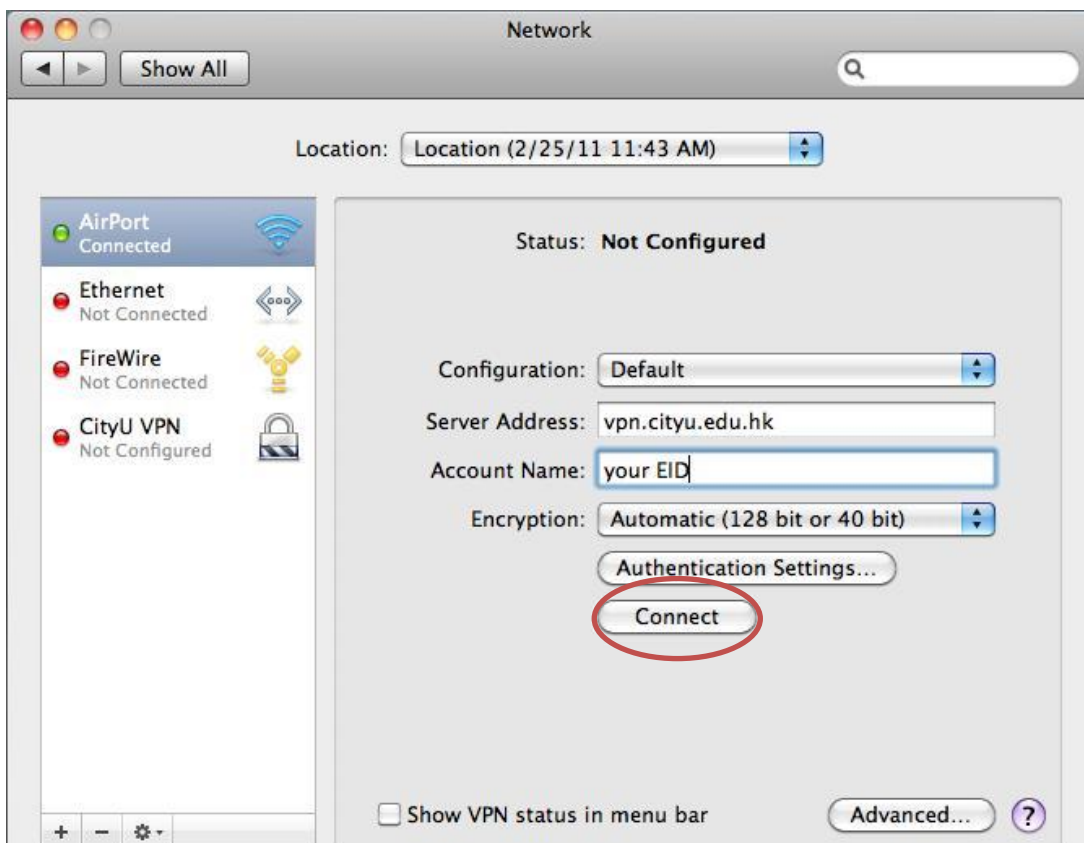 Network
Show All
Location: Location (2/25/11 11:43 AM)
AirPort
Connected
Ethernet
Not Connected
FireWire
Not Connected
CityU VPN
Not Configured
Status: Not Configured
Configuration: Default
Server Address: vpn.cityu.edu.hk
Account Name: your EID
Encryption: Automatic (128 bit or 40 bit)
Authentication Settings...
Connect
Show VPN status in menu bar
Advanced...
?